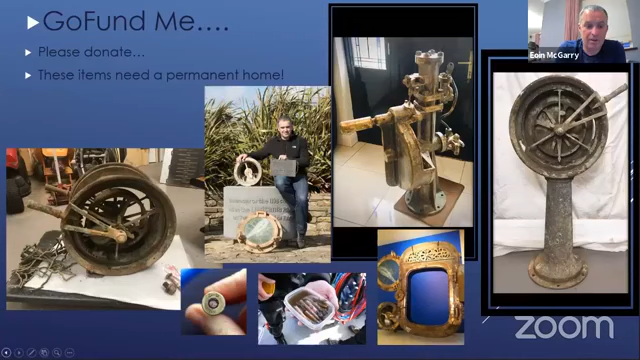 GoFund Me....
Please donate...
These items need a permanent home!
Eoin McGarry
zoom